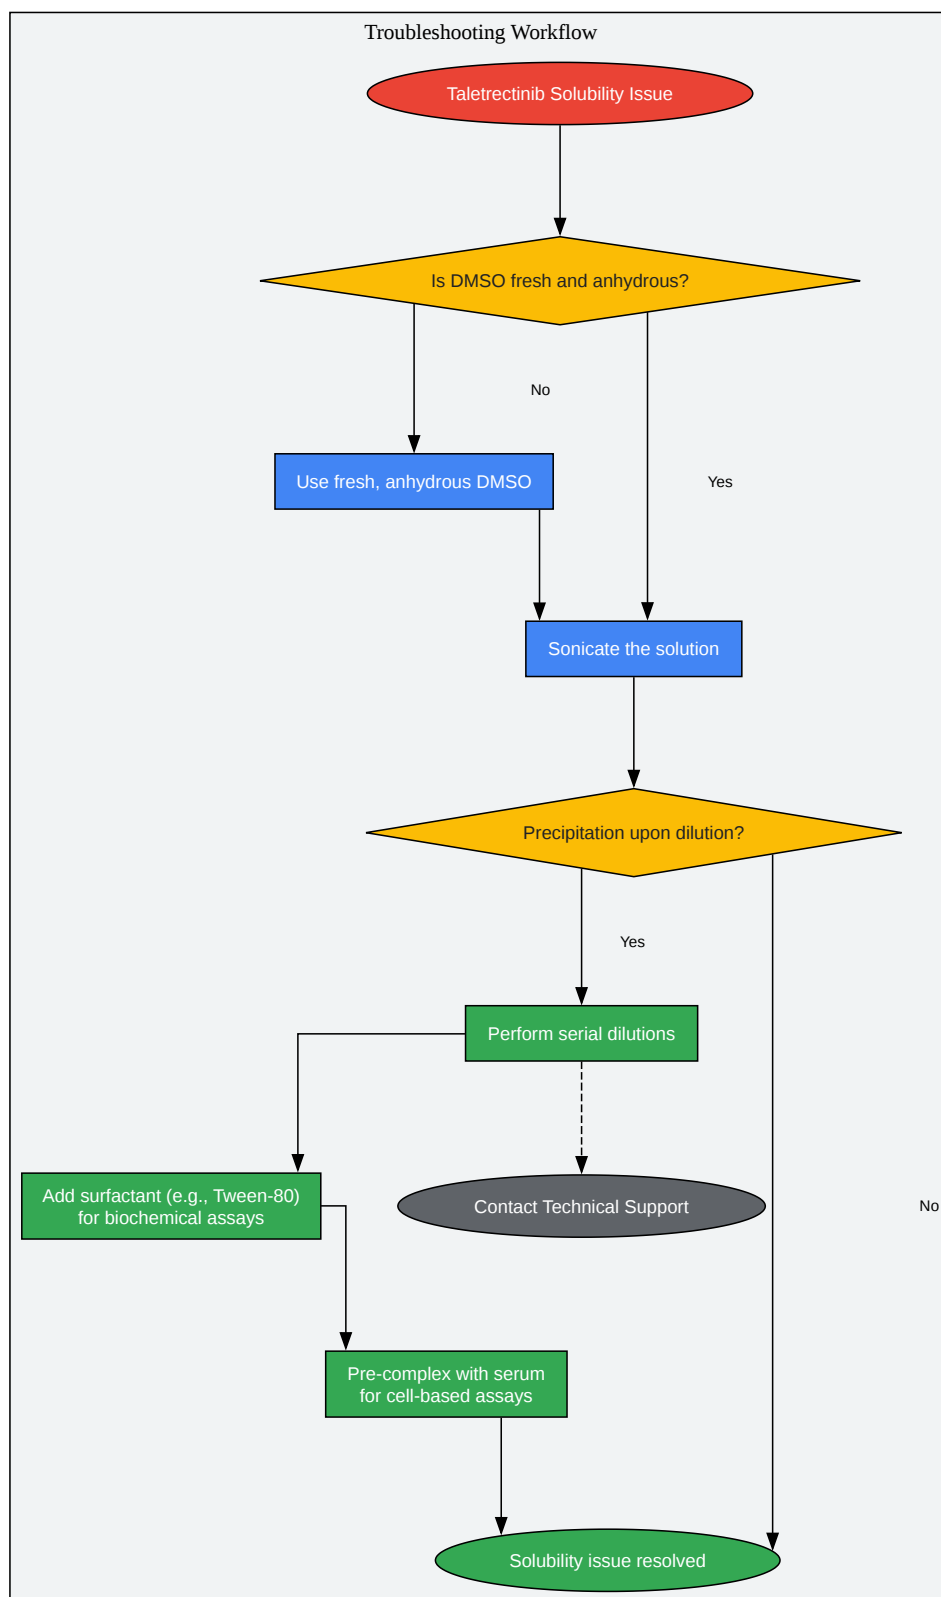 Troubleshooting Workflow
Taletrectinib Solubility Issue
Is DMSO fresh and anhydrous?
No
Use fresh, anhydrous DMSO
Yes
Sonicate the solution
Precipitation upon dilution?
Yes
Perform serial dilutions
Add surfactant (e.g., Tween-80)
for biochemical assays
Contact Technical Support
No
Pre-complex with serum
for cell-based assays
Solubility issue resolved